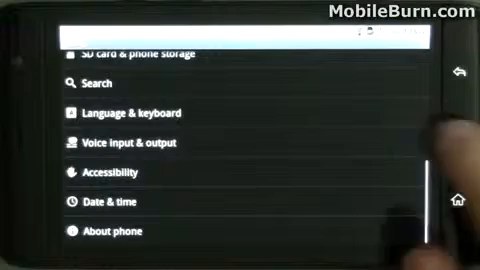 MobileBurn.com
SD card & phone storage
Search
Language & keyboard
Voice input & output
Accessibility
Date & time
About phone